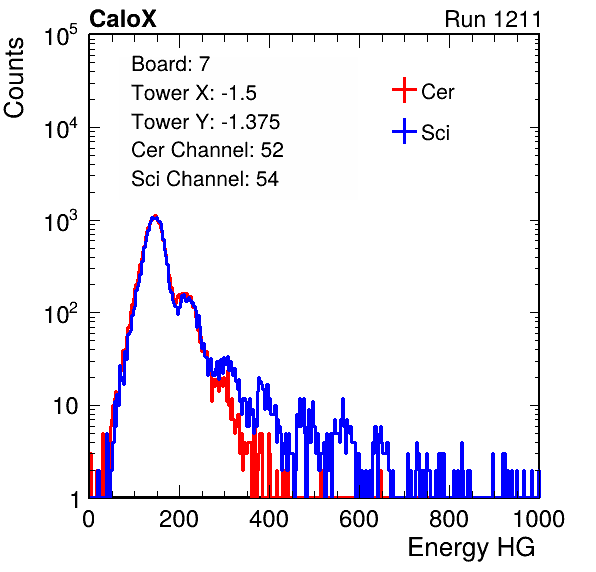 CaloX Run 1211
Counts
10^5
10^4
10^3
10^2
10
1
Board: 7
Tower X: -1.5
Tower Y: -1.375
Cer Channel: 52
Sci Channel: 54
Cer
Sci
0 200 400 600 800 1000
Energy HG